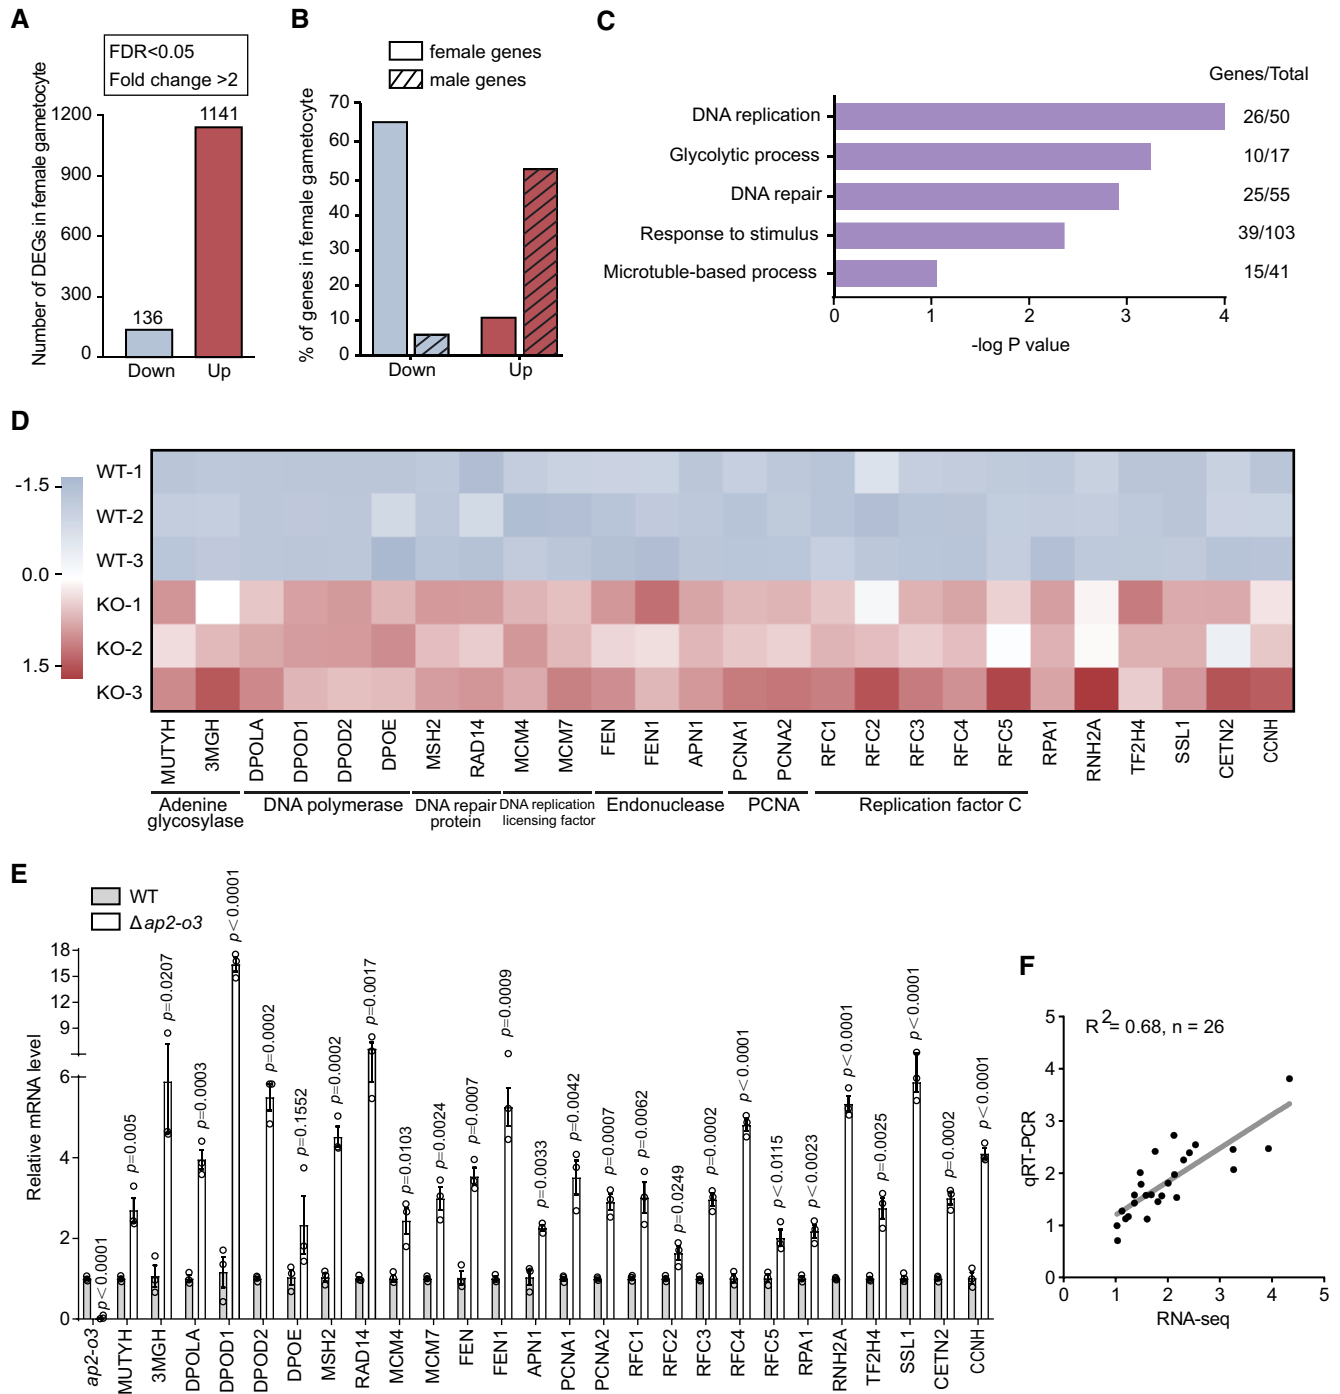 A
FDR<0.05
Fold change >2
Number of DEGs in female gametocyte
1200
900
600
300
0
136
1141
Down
Up
B
female genes
male genes
% of genes in female gametocyte
70
60
50
40
30
20
10
0
Down
Up
C
Genes/Total
DNA replication
26/50
Glycolytic process
10/17
DNA repair
25/55
Response to stimulus
39/103
Microtuble-based process
15/41
0 1 2 3 4
-log P value
D
-1.5
0.0
1.5
WT-1
WT-2
WT-3
KO-1
KO-2
KO-3
MUTYH
3MGH
DPOLA
DPOD1
DPOD2
DPOE
MSH2
RAD14
MCM4
MCM7
FEN
FEN1
APN1
PCNA1
PCNA2
RFC1
RFC2
RFC3
RFC4
RFC5
RPA1
RNH2A
TF2H4
SSL1
CETN2
CCNH
Adenine
glycosylase
DNA polymerase
DNA repair
protein
DNA replication
licensing factor
Endonuclease
PCNA
Replication factor C
E
WT
Δap2-o3
Relative mRNA level
18
15
12
9
6
4
2
0
p<0.0001
p=0.005
p=0.0207
p=0.0003
p<0.0001
p=0.0002
p=0.1552
p=0.0002
p=0.0017
p=0.0103
p=0.0024
p=0.0007
p=0.0009
p=0.0033
p=0.0042
p=0.0007
p=0.0062
p=0.0249
p=0.0002
p<0.0001
p<0.0115
p<0.0023
p<0.0001
p=0.0025
p<0.0001
p=0.0002
p<0.0001
ap2-o3
MUTYH
3MGH
DPOLA
DPOD1
DPOD2
DPOE
MSH2
RAD14
MCM4
MCM7
FEN
FEN1
APN1
PCNA1
PCNA2
RFC1
RFC2
RFC3
RFC4
RFC5
RPA1
RNH2A
TF2H4
SSL1
CETN2
CCNH
F
R²= 0.68, n = 26
qRT-PCR
5
4
3
2
1
0
0 1 2 3 4 5
RNA-seq